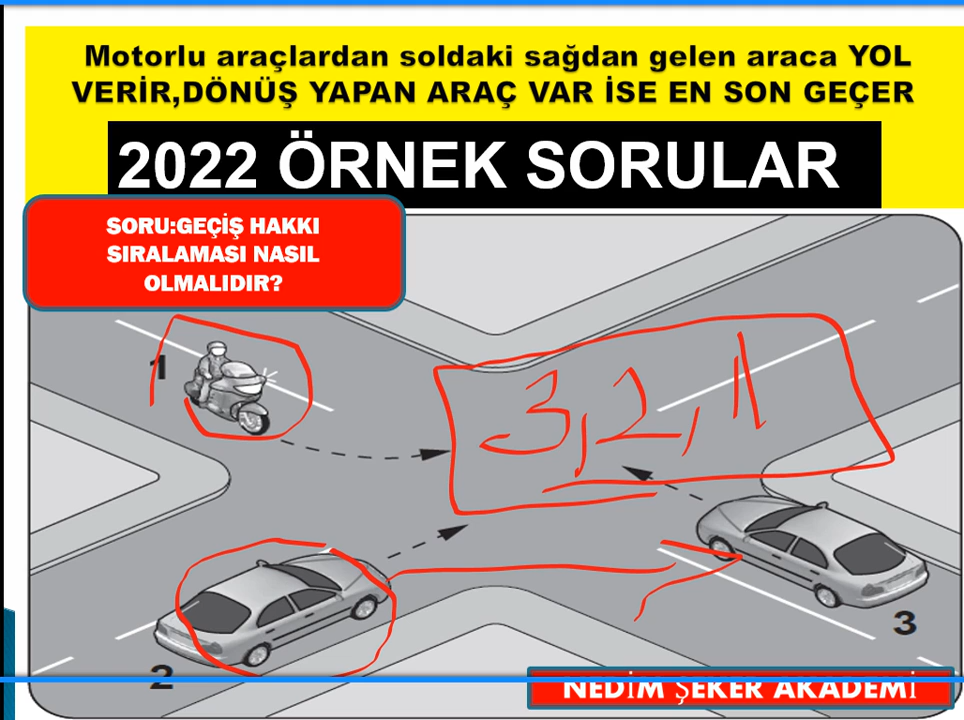 Motorlu araçlardan soldaki sağdan gelen araca YOL
VERİR,DÖNÜŞ YAPAN ARAÇ VAR İSE EN SON GEÇER
2022 ÖRNEK SORULAR
SORU:GEÇİŞ HAKKI
SIRALAMASI NASIL
OLMALIDIR?
1
3,2,1
2
3
NEDİM ŞEKER AKADEMİ